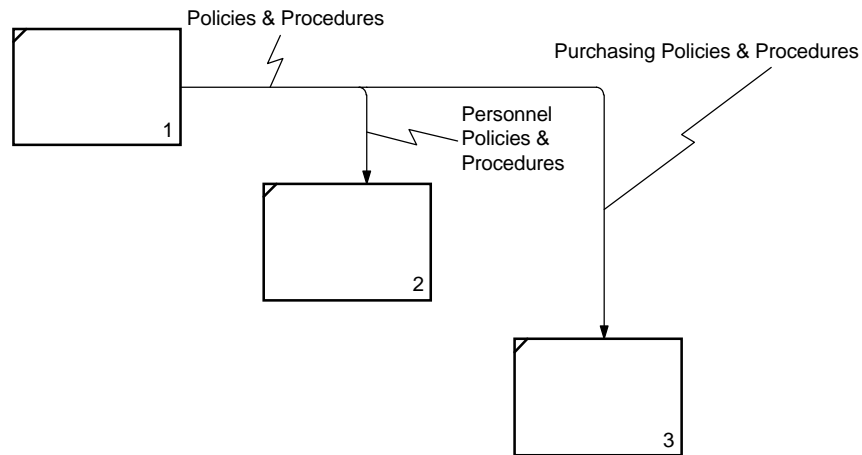 Policies & Procedures
Purchasing Policies & Procedures
1
Personnel
Policies &
Procedures
2
3